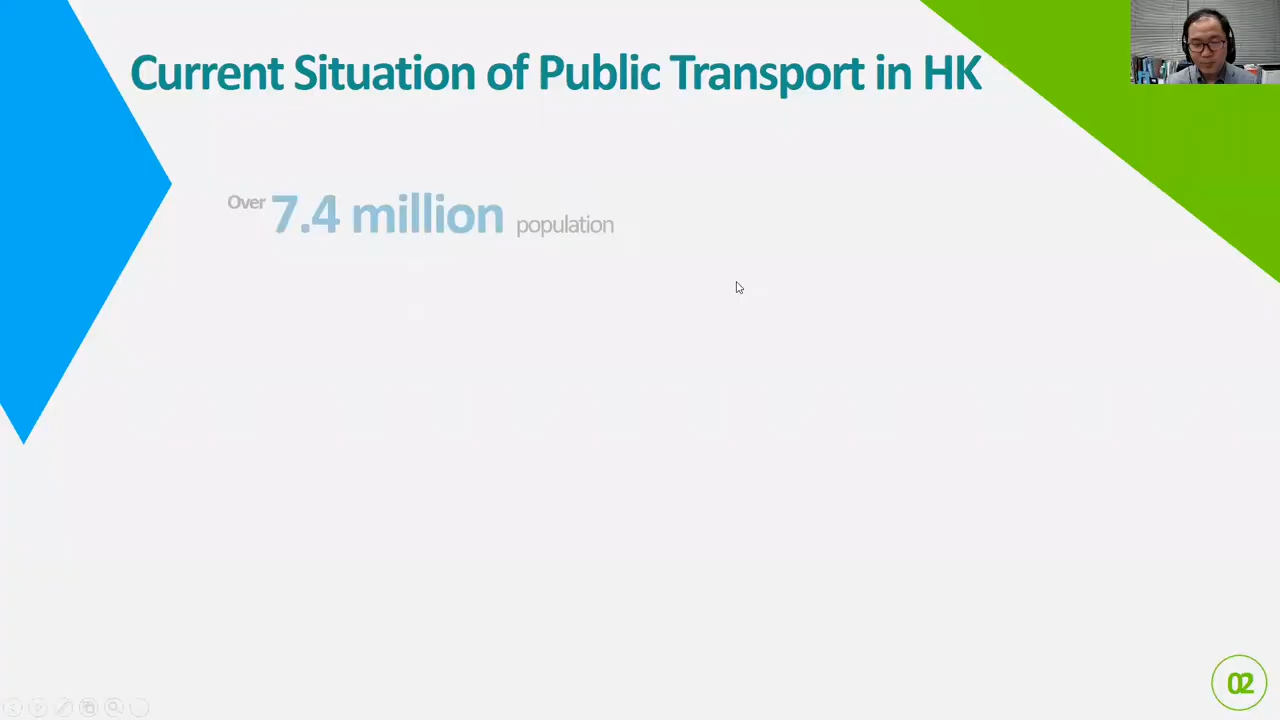 Current Situation of Public Transport in HK
Over 7.4 million population
02